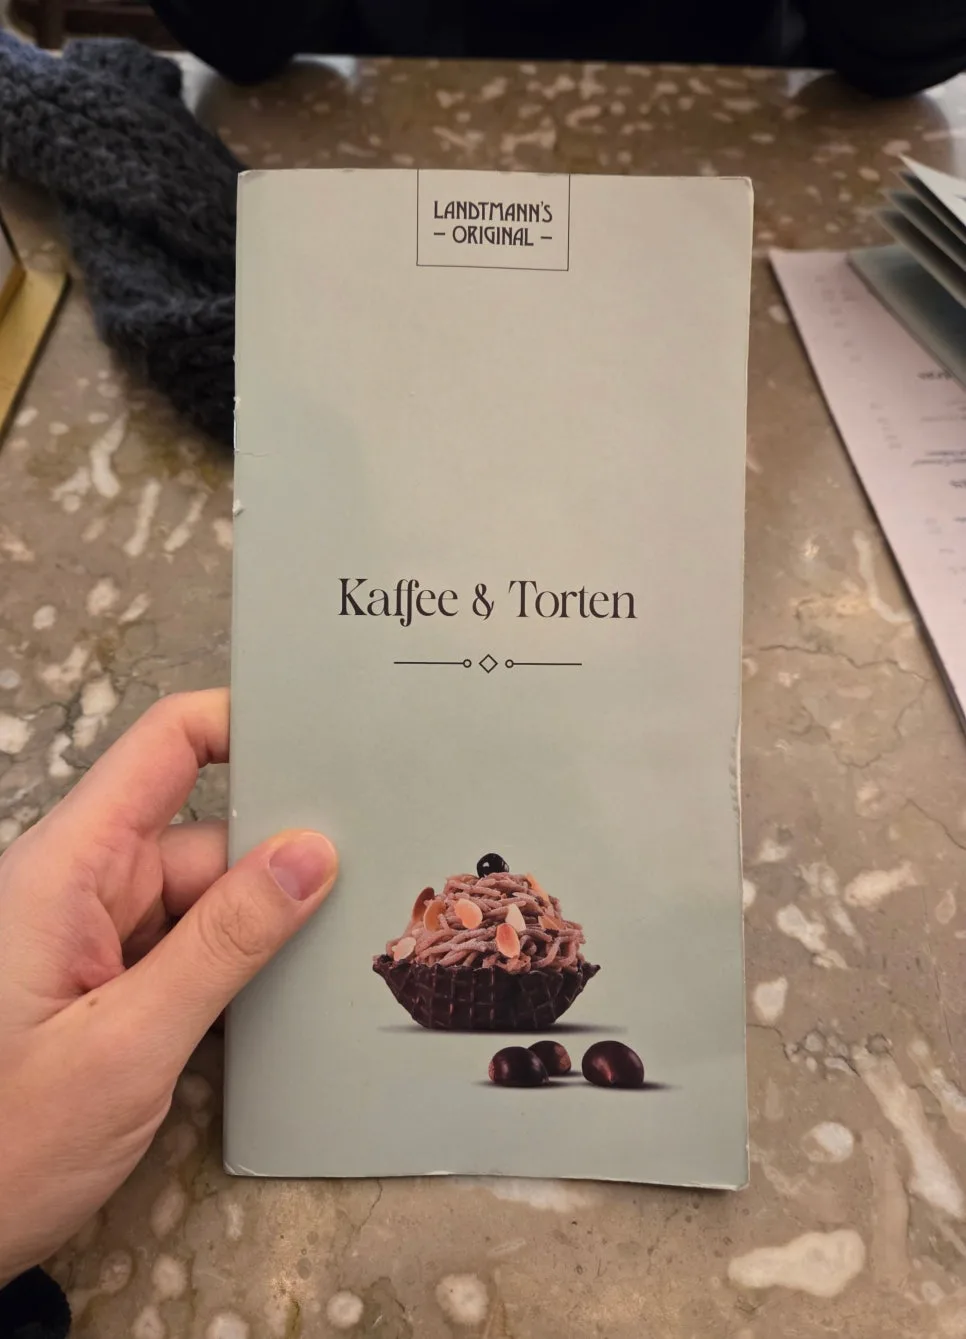 LANDTMANN'S
– ORIGINAL –
Kaffee & Torten